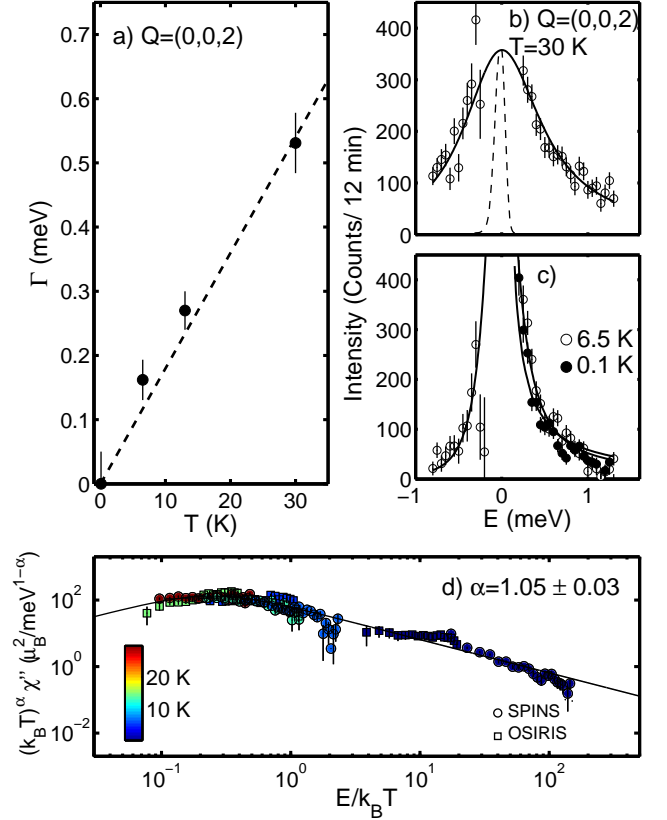 0.7
0.6
0.5
0.4
0.3
0.2
0.1
0
Γ (meV)
a) Q=(0,0,2)
0 10 20 30
T (K)
400
300
200
100
0
b) Q=(0,0,2)
T=30 K
Intensity (Counts/ 12 min)
400
300
200
100
0
c)
6.5 K
0.1 K
−1 0 1
E (meV)
(k_BT)^α χ'' (μ_B^2/meV^{1-α})
10^2
10^0
10^{-2}
d) α=1.05 ± 0.03
20 K
10 K
SPINS
OSIRIS
10^{-1} 10^0 10^1 10^2
E/k_BT